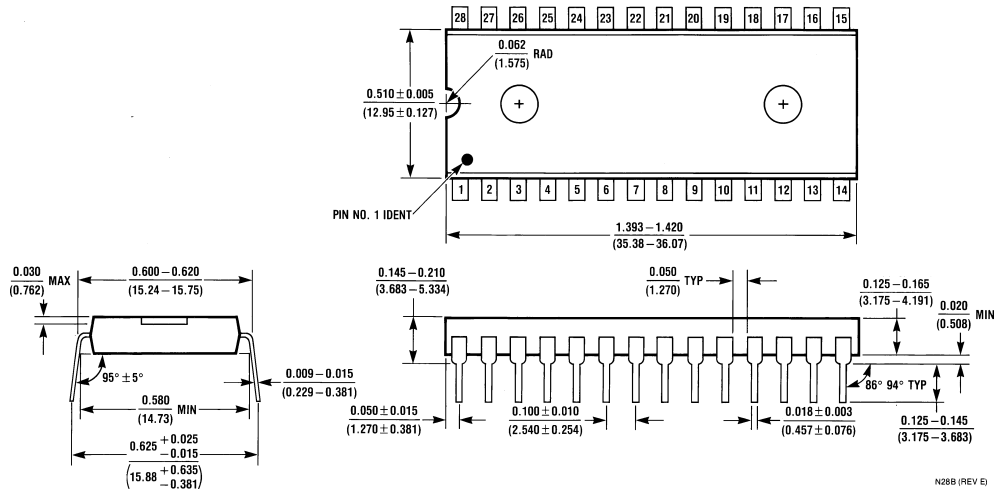 28 27 26 25 24 23 22 21 20 19 18 17 16 15
0.062
(1.575)
RAD
0.510 ± 0.005
(12.95 ± 0.127)
1 2 3 4 5 6 7 8 9 10 11 12 13 14
PIN NO. 1 IDENT
1.393 – 1.420
(35.38 – 36.07)
0.030
(0.762)
MAX
0.600 – 0.620
(15.24 – 15.75)
95° ± 5°
0.009 – 0.015
(0.229 – 0.381)
0.580
(14.73)
MIN
0.625 +0.025
-0.015
(15.88 +0.635
-0.381)
0.145-0.210
(3.683 – 5.334)
0.050
(1.270)
TYP
0.125-0.165
(3.175 – 4.191)
0.020
(0.508)
MIN
86° 94° TYP
0.050 ± 0.015
(1.270 ± 0.381)
0.100 ± 0.010
(2.540 ± 0.254)
0.018 ± 0.003
(0.457 ± 0.076)
0.125-0.145
(3.175 – 3.683)
N28B (REV E)